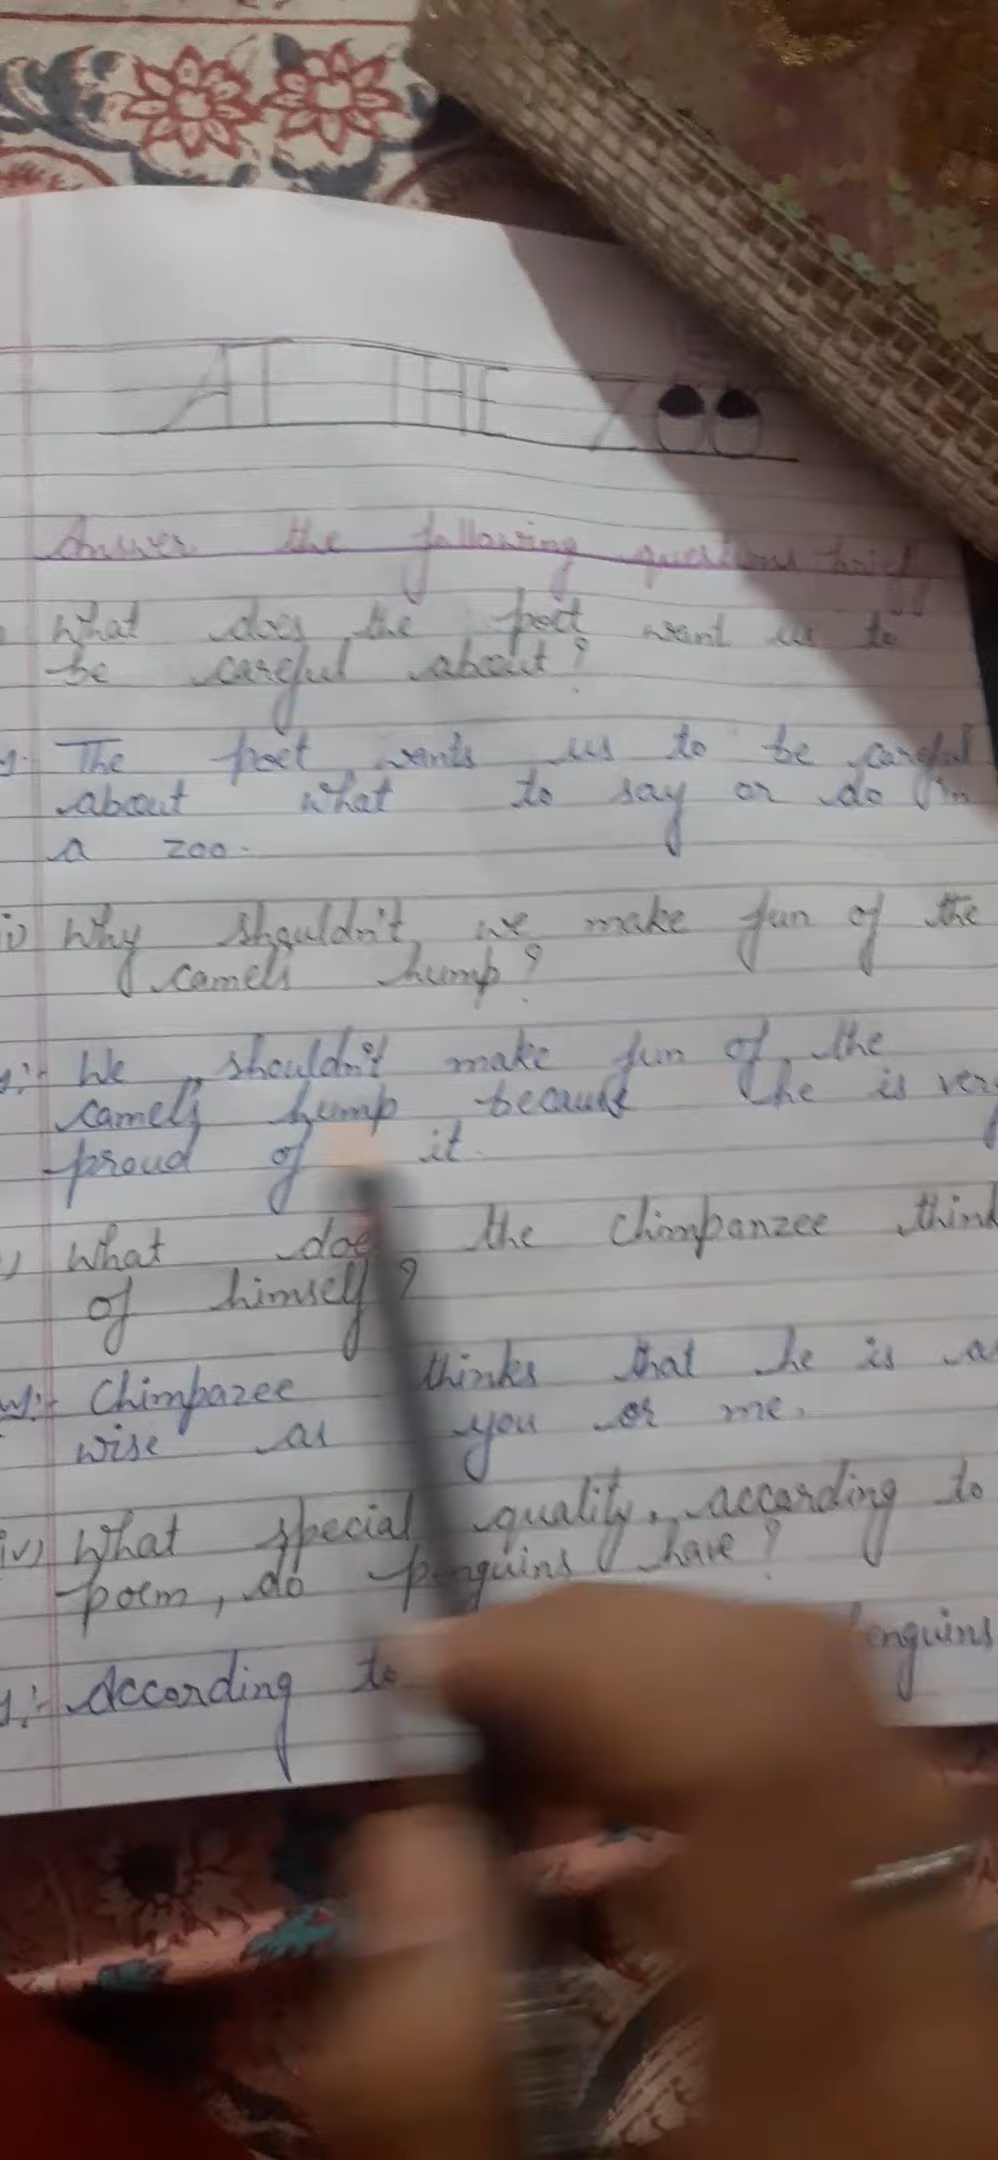 AT THE ZOO
Answer the following questions briefly
What does the poet want us to
be careful about?
The poet wants us to be careful
about what to say or do in
a zoo.
Why shouldn't we make fun of the
camel's hump?
We shouldn't make fun of the
camel's hump because he is very
proud of it.
What does the Chimpanzee think
of himself?
Chimpazee thinks that he is as
wise as you or me.
iv) What special quality, according to
poem, do penguins have?
According to penguins